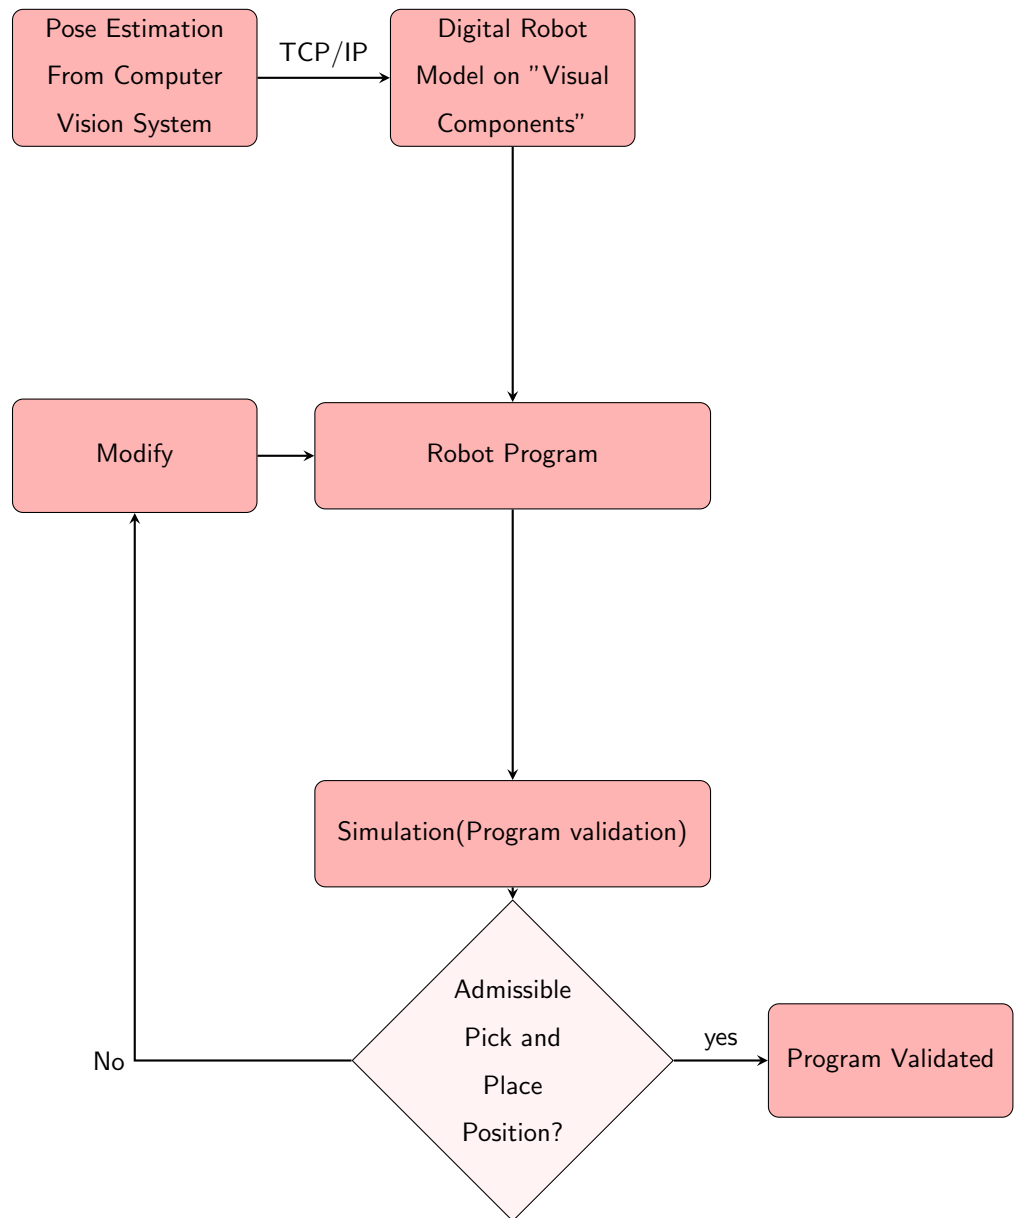 Pose Estimation
From Computer
Vision System
TCP/IP
Digital Robot
Model on ”Visual
Components”
Modify
Robot Program
Simulation(Program validation)
Admissible
Pick and
Place
Position?
No
yes
Program Validated